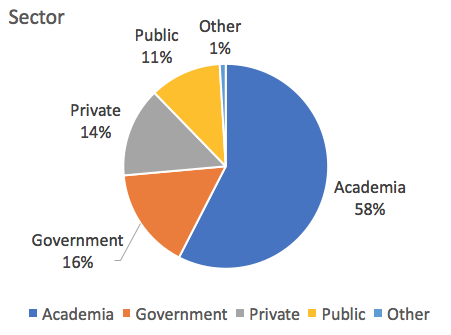 Sector
Other
1%
Public
11%
Private
14%
Academia
58%
Government
16%
Academia Government Private Public Other